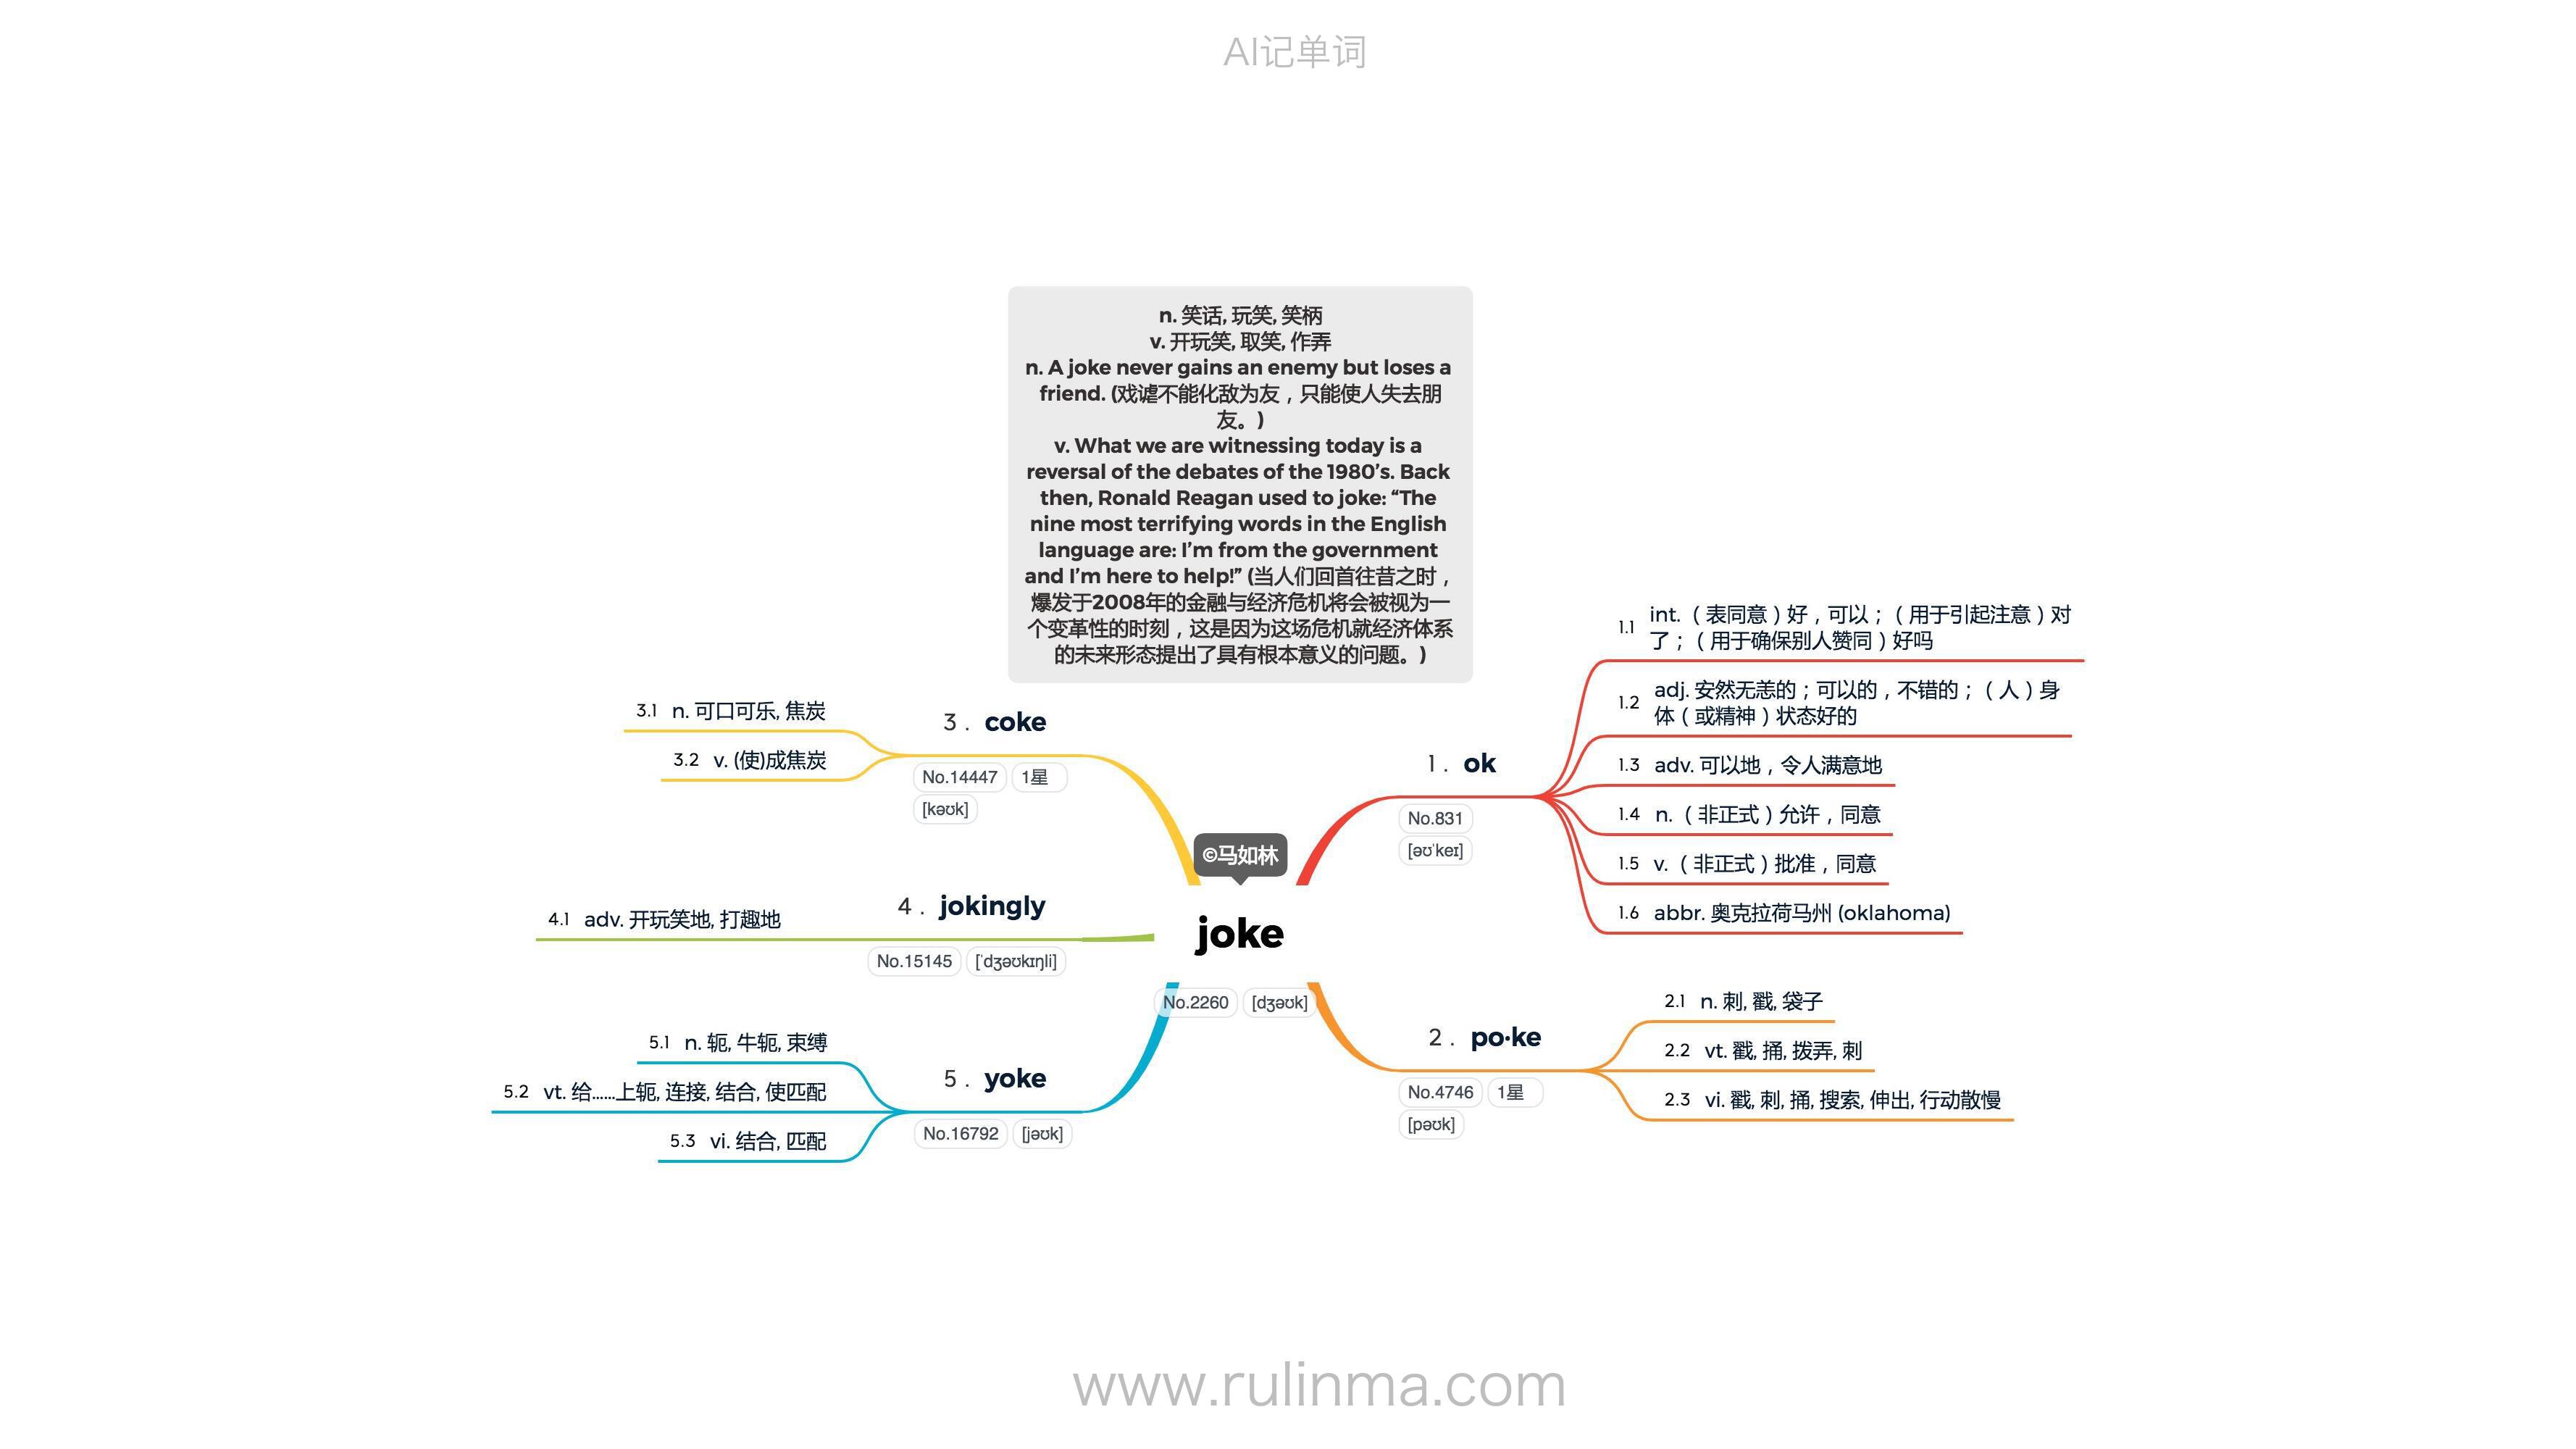 AI记单词
n. 笑话, 玩笑, 笑柄
v. 开玩笑, 取笑, 作弄
n. A joke never gains an enemy but loses a
friend. (戏谑不能化敌为友，只能使人失去朋
友。)
v. What we are witnessing today is a
reversal of the debates of the 1980’s. Back
then, Ronald Reagan used to joke: “The
nine most terrifying words in the English
language are: I’m from the government
and I’m here to help!” (当人们回首往昔之时，
爆发于2008年的金融与经济危机将会被视为一
个变革性的时刻，这是因为这场危机就经济体系
的未来形态提出了具有根本意义的问题。)
©马如林
joke
No.2260 [dʒəʊk]
1 . ok
No.831
[əʊˈkeɪ]
1.1 int.（表同意）好，可以；（用于引起注意）对
了；（用于确保别人赞同）好吗
1.2 adj. 安然无恙的；可以的，不错的；（人）身
体（或精神）状态好的
1.3 adv. 可以地，令人满意地
1.4 n.（非正式）允许，同意
1.5 v.（非正式）批准，同意
1.6 abbr. 奥克拉荷马州 (oklahoma)
2 . po·ke
No.4746 1星
[pəʊk]
2.1 n. 刺, 戳, 袋子
2.2 vt. 戳, 捅, 拨弄, 刺
2.3 vi. 戳, 刺, 捅, 搜索, 伸出, 行动散慢
3 . coke
No.14447 1星
[kəʊk]
3.1 n. 可口可乐, 焦炭
3.2 v. (使)成焦炭
4 . jokingly
No.15145 [ˈdʒəʊkɪŋli]
4.1 adv. 开玩笑地, 打趣地
5 . yoke
No.16792 [jəʊk]
5.1 n. 轭, 牛轭, 束缚
5.2 vt. 给......上轭, 连接, 结合, 使匹配
5.3 vi. 结合, 匹配
www.rulinma.com